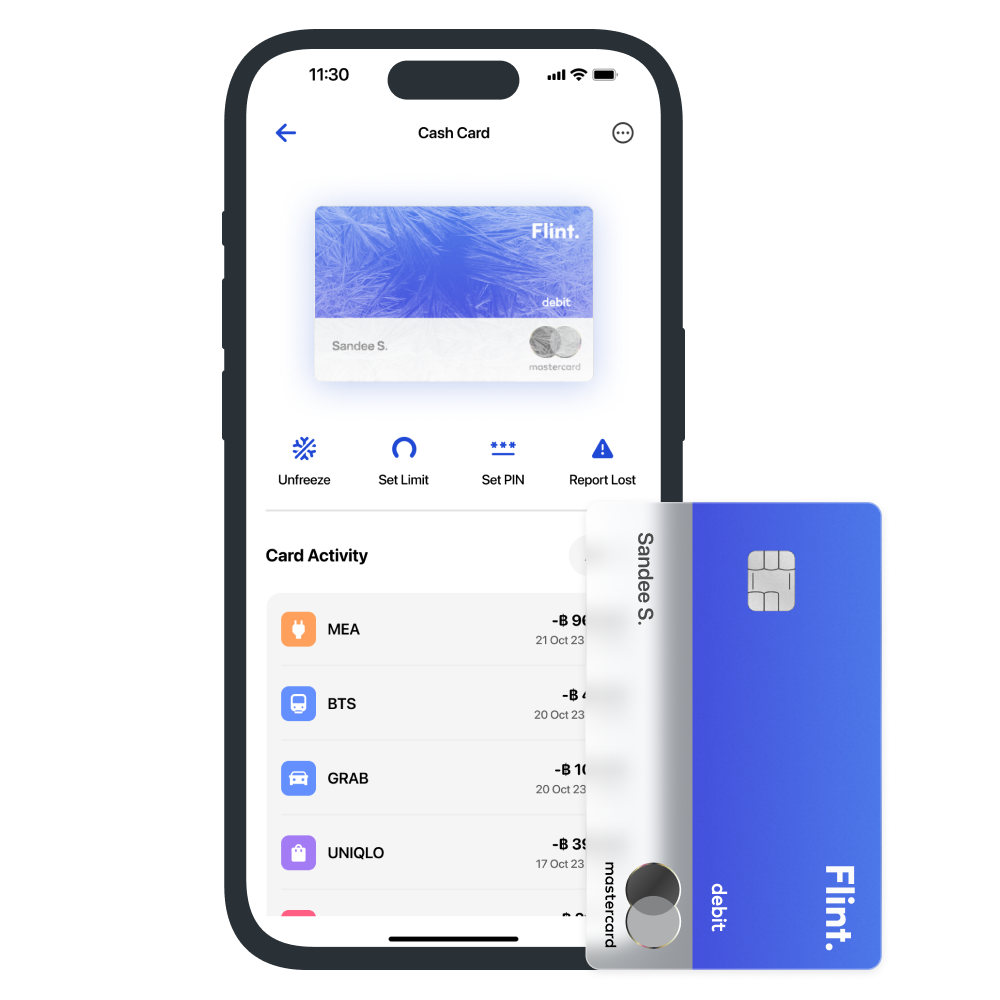 11:30
Cash Card
Flint.
debit
Sandee S.
mastercard
Unfreeze Set Limit Set PIN Report Lost
Card Activity
MEA
21 Oct 23
BTS
20 Oct 23
GRAB
20 Oct 23
UNIQLO
17 Oct 23
Sandee S.
mastercard
debit
Flint.